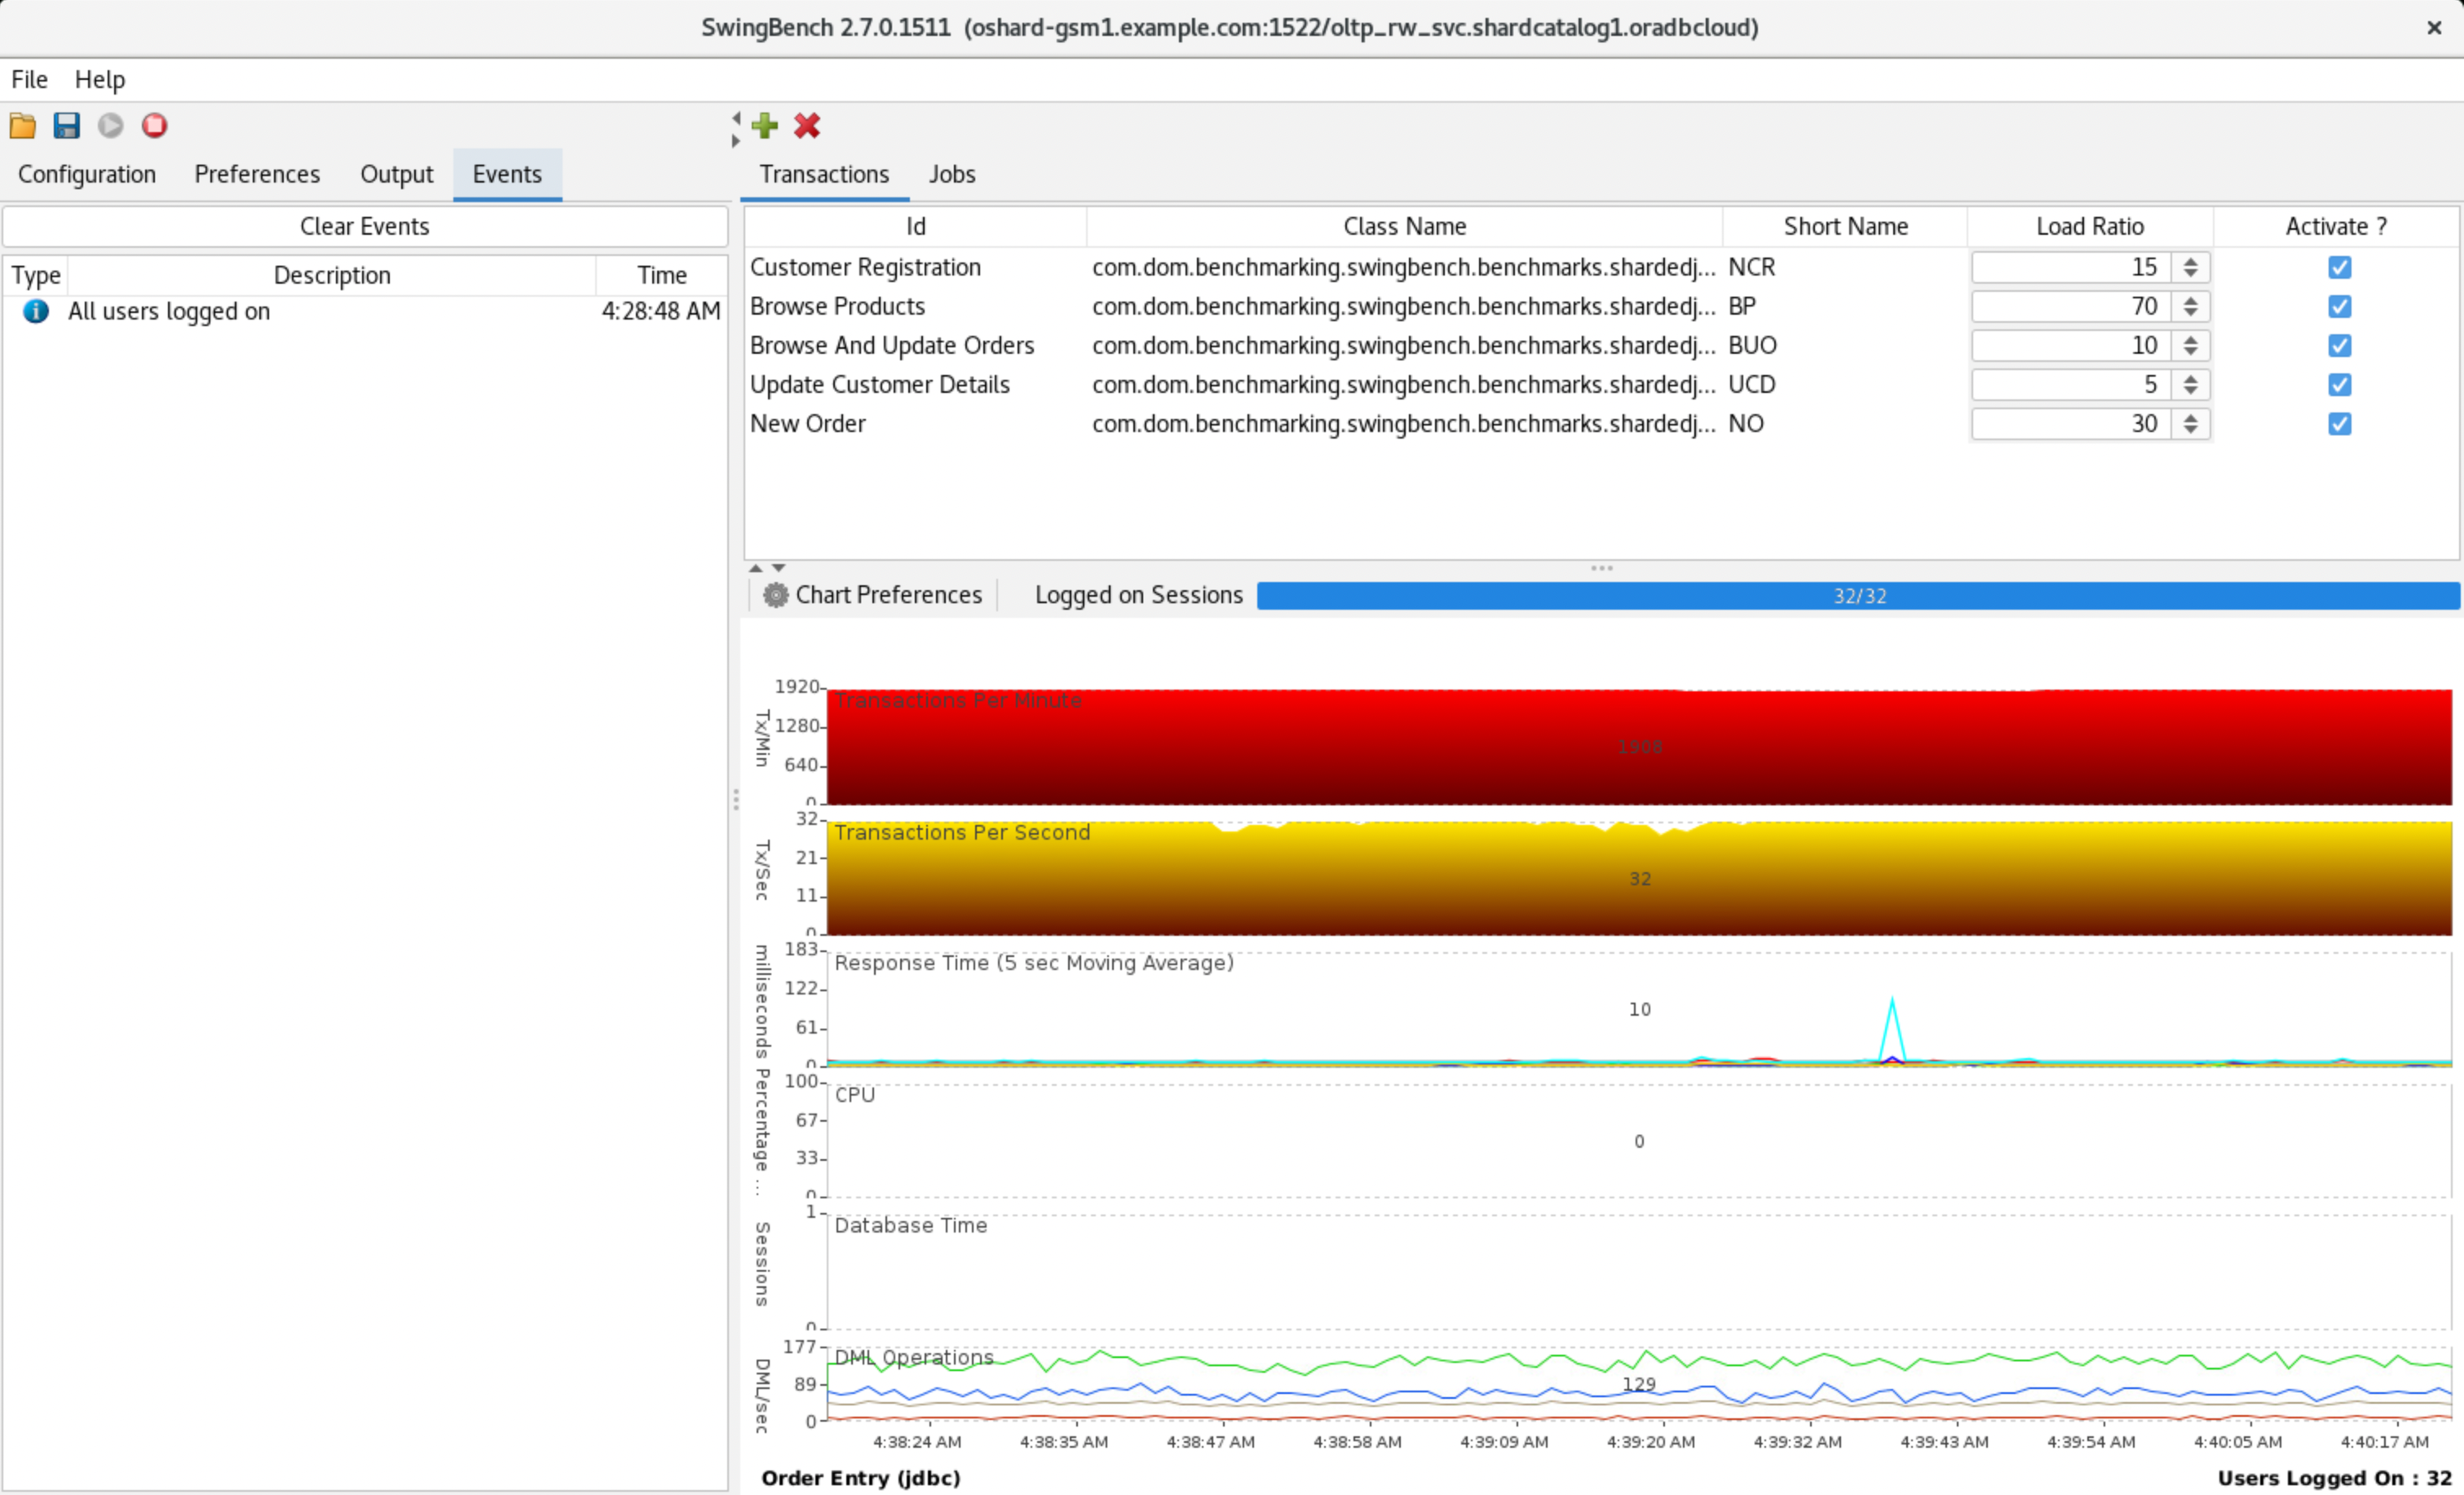 SwingBench 2.7.0.1511 (oshard-gsm1.example.com:1522/oltp_rw_svc.shardcatalog1.oradbcloud)
File Help
Configuration Preferences Output Events
Clear Events
Type Description Time
All users logged on 4:28:48 AM
Transactions Jobs
Id Class Name Short Name Load Ratio Activate ?
Customer Registration com.dom.benchmarking.swingbench.benchmarks.shardedj... NCR 15
Browse Products com.dom.benchmarking.swingbench.benchmarks.shardedj... BP 70
Browse And Update Orders com.dom.benchmarking.swingbench.benchmarks.shardedj... BUO 10
Update Customer Details com.dom.benchmarking.swingbench.benchmarks.shardedj... UCD 5
New Order com.dom.benchmarking.swingbench.benchmarks.shardedj... NO 30
Chart Preferences Logged on Sessions 32/32
Transactions Per Minute
Tx/Min
1920
1280
640
0
1908
Transactions Per Second
Tx/Sec
32
21
11
0
32
Response Time (5 sec Moving Average)
milliseconds
183
122
61
0
10
CPU
Percentage ...
100
67
33
0
0
Database Time
Sessions
1
0
DML Operations
DML/sec
177
89
0
129
4:38:24 AM 4:38:35 AM 4:38:47 AM 4:38:58 AM 4:39:09 AM 4:39:20 AM 4:39:32 AM 4:39:43 AM 4:39:54 AM 4:40:05 AM 4:40:17 AM
Order Entry (jdbc) Users Logged On : 32